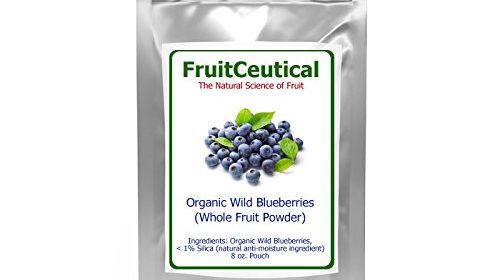 FruitCeutical
The Natural Science of Fruit
Organic Wild Blueberries
(Whole Fruit Powder)
Ingredients: Organic Wild Blueberries,
< 1% Silica (natural anti-moisture ingredient)
8 oz. Pouch